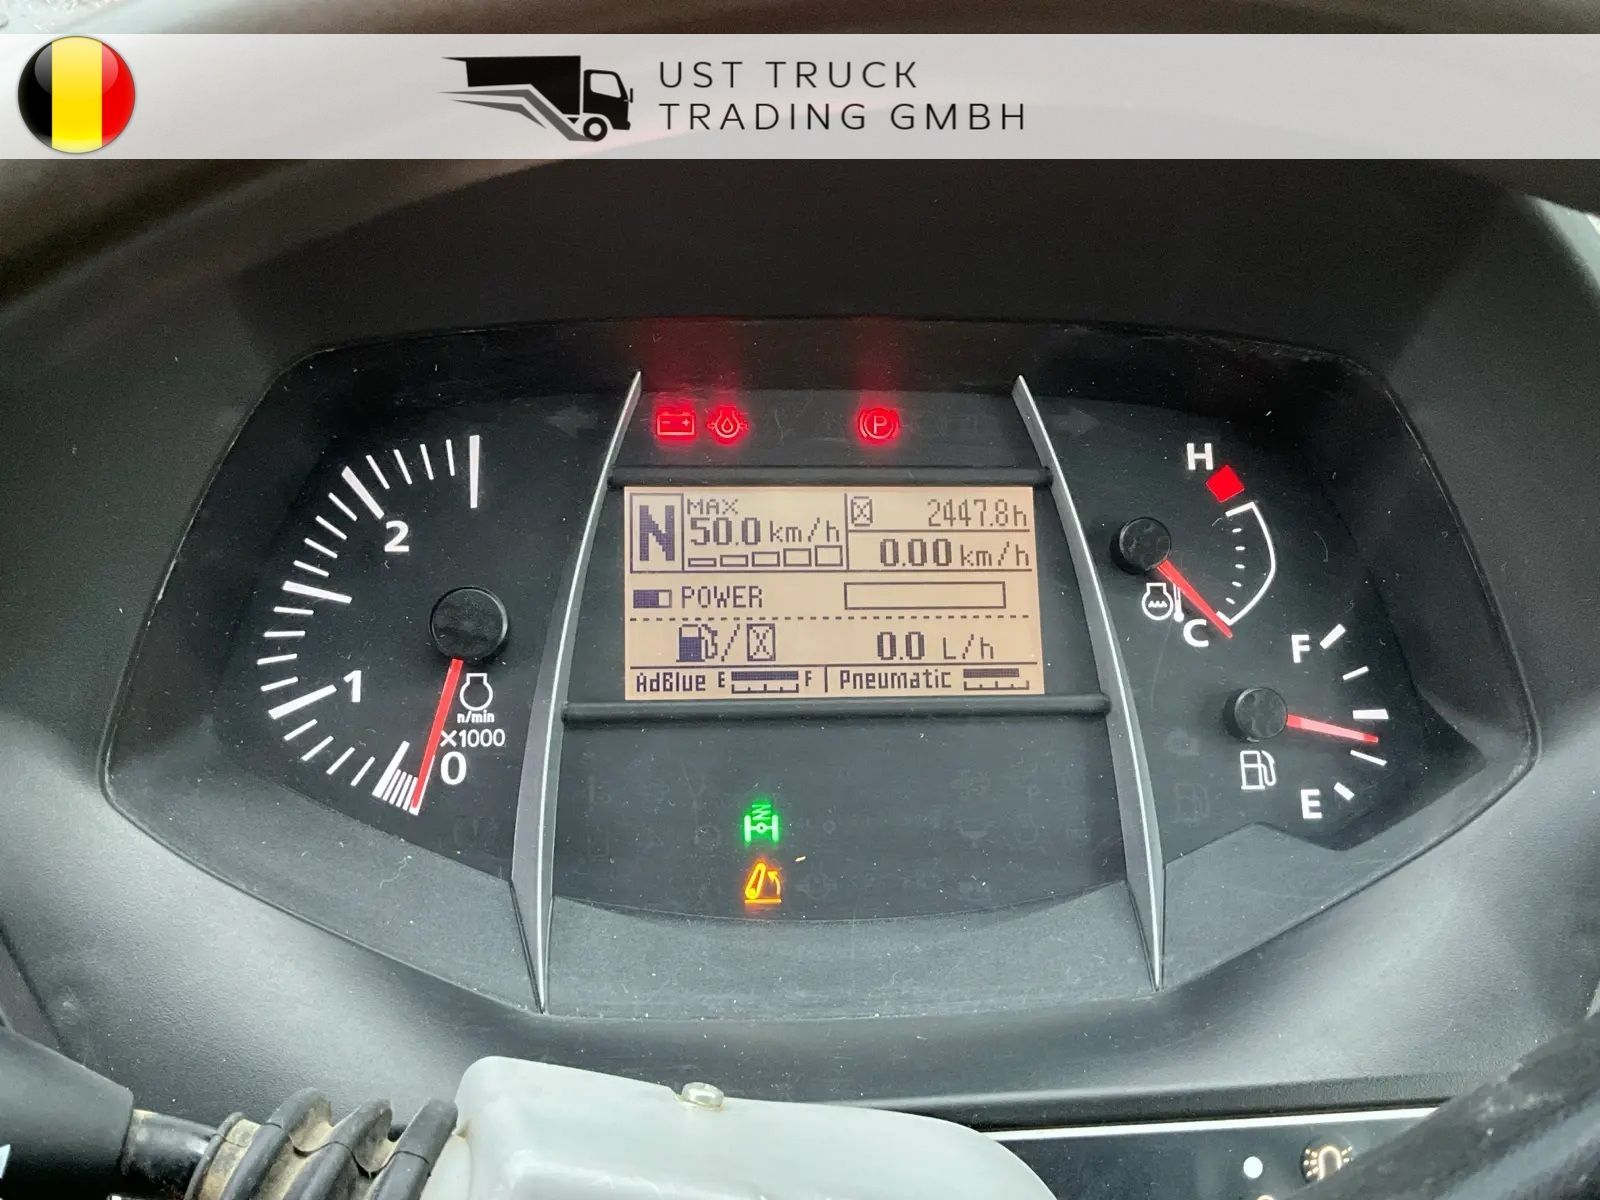 UST TRUCK
TRADING GMBH
P
N
MAX
50.0 km/h
2447.8h
0.00 km/h
POWER
/
0.0 L/h
AdBlue E F
Pneumatic
2
1
0
n/min
×1000
H
C
F
E